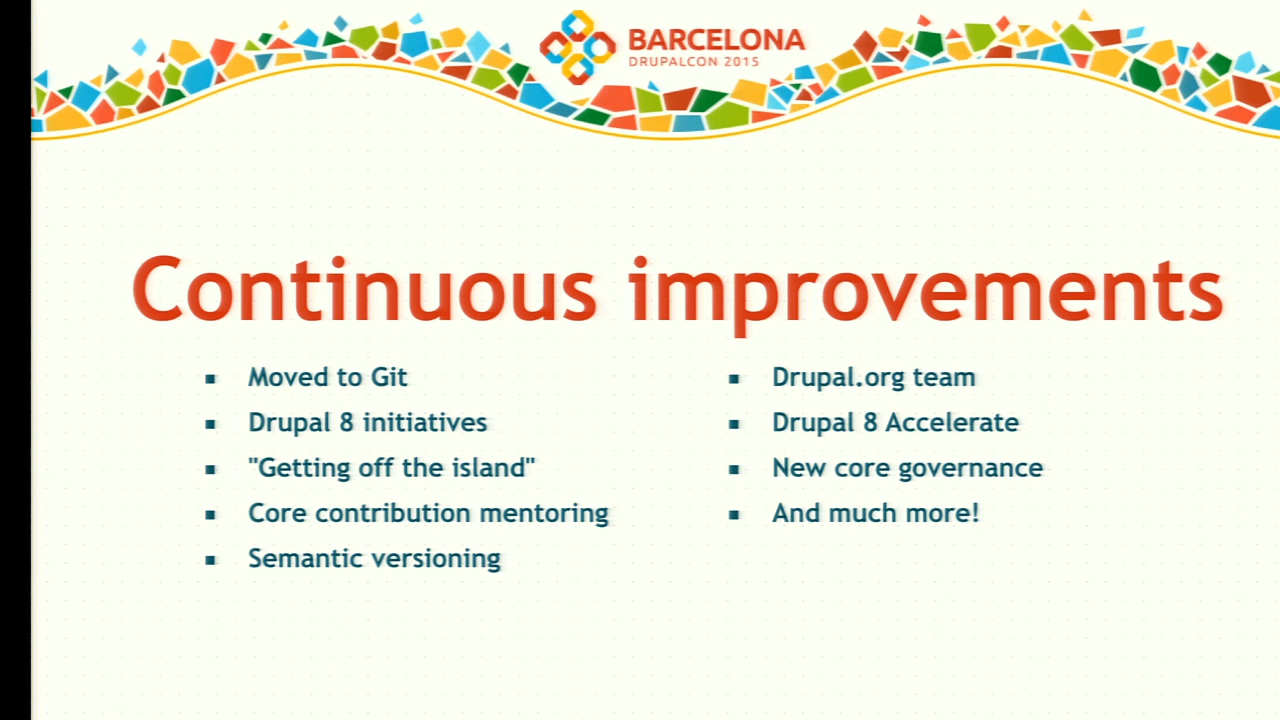 BARCELONA
DRUPALCON 2015
Continuous improvements
Moved to Git
Drupal 8 initiatives
"Getting off the island"
Core contribution mentoring
Semantic versioning
Drupal.org team
Drupal 8 Accelerate
New core governance
And much more!